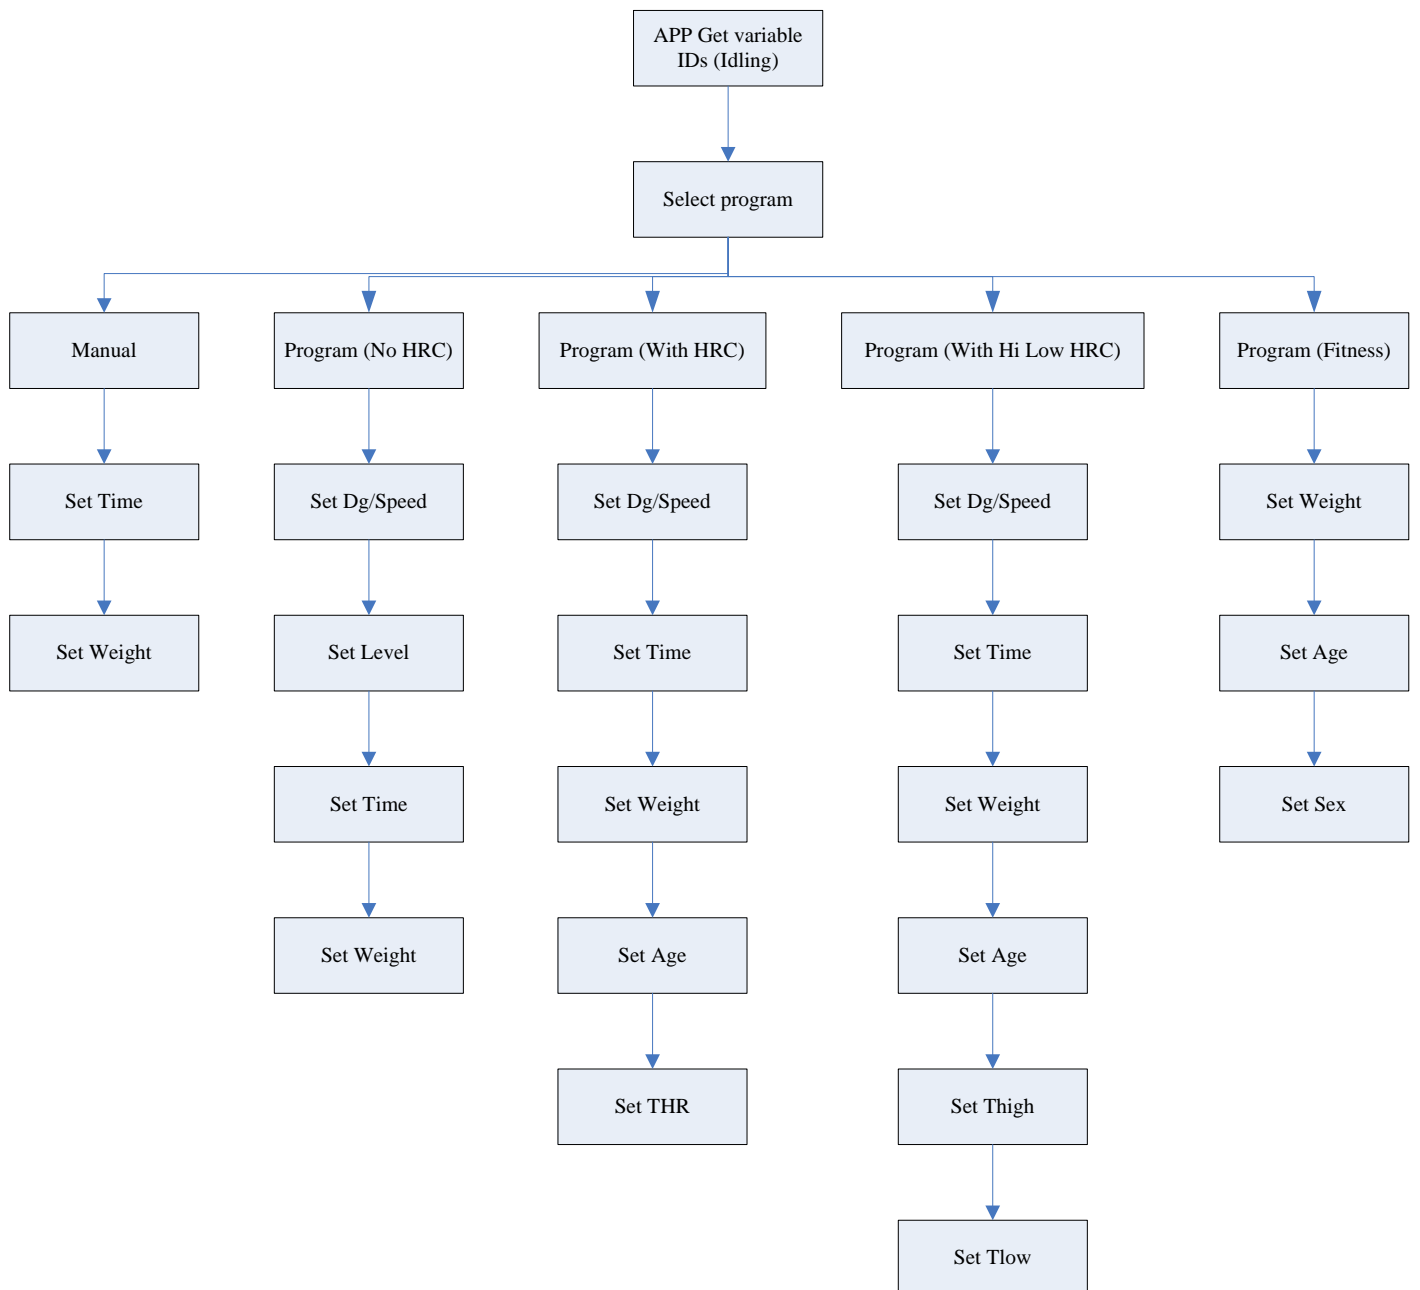 APP Get variable
IDs (Idling)
Select program
Manual
Program (No HRC)
Program (With HRC)
Program (With Hi Low HRC)
Program (Fitness)
Set Time
Set Dg/Speed
Set Dg/Speed
Set Dg/Speed
Set Weight
Set Weight
Set Level
Set Time
Set Time
Set Age
Set Time
Set Weight
Set Weight
Set Sex
Set Weight
Set Age
Set Age
Set THR
Set Thigh
Set Tlow